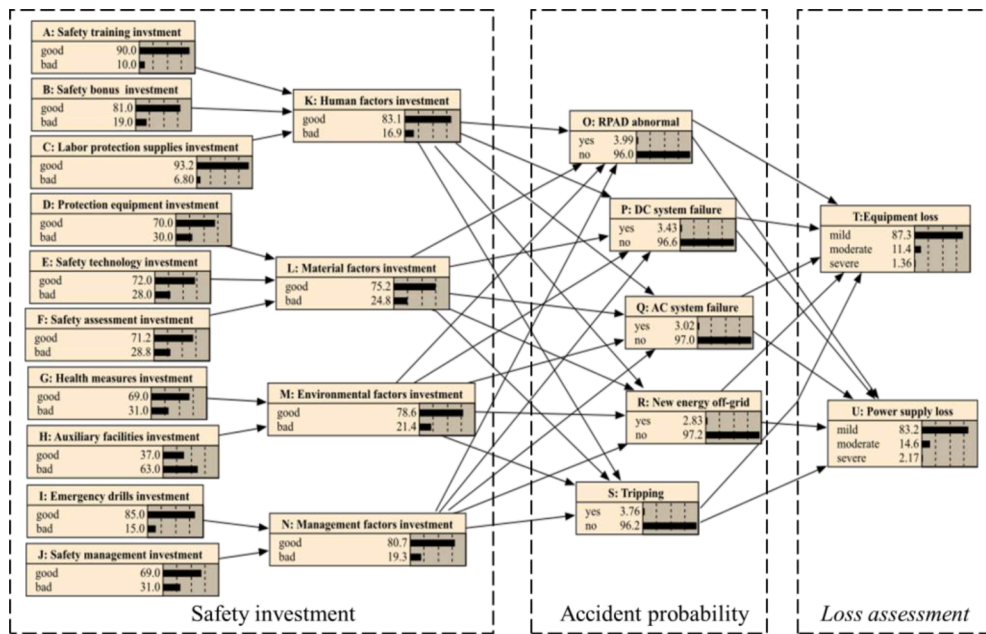 A: Safety training invstment
good 90.0
bad 10.0
B: Safety bonus investment
good 81.0
bad 19.0
C: Labor protection supplies investment
good 93.2
bad 6.80
D: Protection equipment investment
good 70.0
bad 30.0
E: Safety technology investment
good 72.0
bad 28.0
F: Safety assessment investment
good 71.2
bad 28.8
G: Health measures investment
good 69.0
bad 31.0
H: Auxiliary facilities investment
good 37.0
bad 63.0
I: Emergency drills investment
good 85.0
bad 15.0
J: Safety management investment
good 69.0
bad 31.0
K: Human factors investment
good 83.1
bad 16.9
L: Material factors investment
good 75.2
bad 24.8
M: Environmental factors investment
good 78.6
bad 21.4
N: Management factors investment
good 80.7
bad 19.3
Safety investment
O: RPAD abnormal
yes 3.99
no 96.0
P: DC system failure
yes 3.43
no 96.6
Q: AC system failure
yes 3.02
no 97.0
R: New energy off-grid
yes 2.83
no 97.2
S: Tripping
yes 3.76
no 96.2
Accident probability
T:Equipment loss
mild 87.3
moderate 11.4
severe 1.36
U: Power supply loss
mild 83.2
moderate 14.6
severe 2.17
Loss assessment